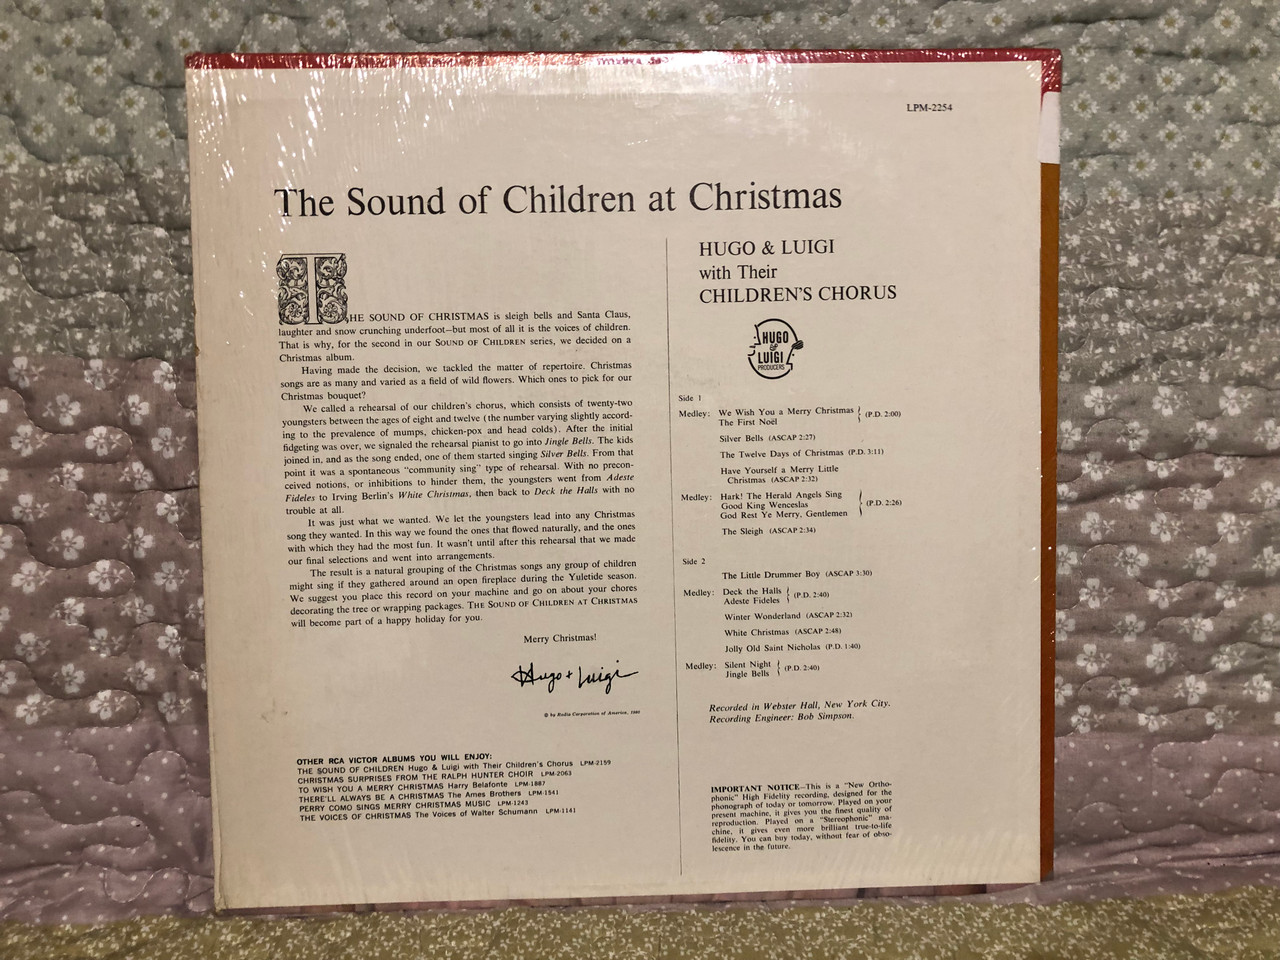 LPM-2254
The Sound of Children at Christmas
THE SOUND OF CHRISTMAS is sleigh bells and Santa Claus,
laughter and snow crunching underfoot—but most of all it is the voices of children.
That is why, for the second in our SOUND OF CHILDREN series, we decided on a
Christmas album.
Having made the decision, we tackled the matter of repertoire. Christmas
songs are as many and varied as a field of wild flowers. Which ones to pick for our
Christmas bouquet?
We called a rehearsal of our children's chorus, which consists of twenty-two
youngsters between the ages of eight and twelve (the number varying slightly accord-
ing to the prevalence of mumps, chicken-pox and head colds). After the initial
fidgeting was over, we signaled the rehearsal pianist to go into Jingle Bells. The kids
joined in, and as the song ended, one of them started singing Silver Bells. From that
point it was a spontaneous "community sing" type of rehearsal. With no precon-
ceived notions, or inhibitions to hinder them, the youngsters went from Adeste
Fideles to Irving Berlin's White Christmas, then back to Deck the Halls with no
trouble at all.
It was just what we wanted. We let the youngsters lead into any Christmas
song they wanted. In this way we found the ones that flowed naturally, and the ones
with which they had the most fun. It wasn't until after this rehearsal that we made
our final selections and went into arrangements.
The result is a natural grouping of the Christmas songs any group of children
might sing if they gathered around an open fireplace during the Yuletide season.
We suggest you place this record on your machine and go on about your chores
decorating the tree or wrapping packages. THE SOUND OF CHILDREN AT CHRISTMAS
will become part of a happy holiday for you.
Merry Christmas!
Hugo + Luigi
© by Radio Corporation of America, 1960
OTHER RCA VICTOR ALBUMS YOU WILL ENJOY:
THE SOUND OF CHILDREN Hugo & Luigi with Their Children's Chorus LPM-2159
CHRISTMAS SURPRISES FROM THE RALPH HUNTER CHOIR LPM-2063
TO WISH YOU A MERRY CHRISTMAS Harry Belafonte LPM-1887
THERE'LL ALWAYS BE A CHRISTMAS The Ames Brothers LPM-1541
PERRY COMO SINGS MERRY CHRISTMAS MUSIC LPM-1243
THE VOICES OF CHRISTMAS The Voices of Walter Schumann LPM-1141
HUGO & LUIGI
with Their
CHILDREN'S CHORUS
HUGO
&
LUIGI
PRODUCERS
Side 1
Medley: We Wish You a Merry Christmas (P.D. 2:00)
The First Noël
Silver Bells (ASCAP 2:27)
The Twelve Days of Christmas (P.D. 3:11)
Have Yourself a Merry Little
Christmas (ASCAP 2:32)
Medley: Hark! The Herald Angels Sing
Good King Wenceslas (P.D. 2:26)
God Rest Ye Merry, Gentlemen
The Sleigh (ASCAP 2:34)
Side 2
The Little Drummer Boy (ASCAP 3:30)
Medley: Deck the Halls (P.D. 2:40)
Adeste Fideles
Winter Wonderland (ASCAP 2:32)
White Christmas (ASCAP 2:48)
Jolly Old Saint Nicholas (P.D. 1:40)
Medley: Silent Night (P.D. 2:40)
Jingle Bells
Recorded in Webster Hall, New York City.
Recording Engineer: Bob Simpson.
IMPORTANT NOTICE—This is a "New Ortho-
phonic" High Fidelity recording, designed for the
phonograph of today or tomorrow. Played on your
present machine, it gives you the finest quality of
reproduction. Played on a "Stereophonic" ma-
chine, it gives even more brilliant true-to-life
fidelity. You can buy today, without fear of obso-
lescence in the future.